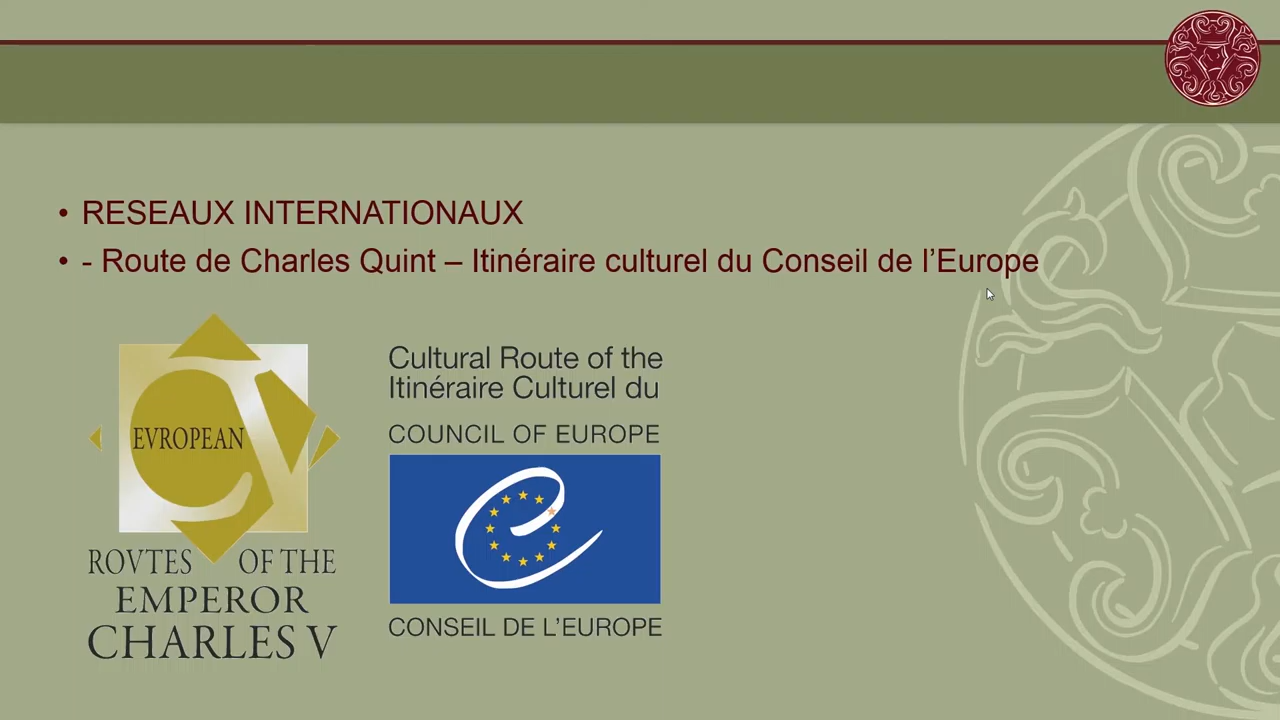 • RESEAUX INTERNATIONAUX
• - Route de Charles Quint – Itinéraire culturel du Conseil de l’Europe
EVROPEAN
ROVTES OF THE
EMPEROR
CHARLES V
Cultural Route of the
Itinéraire Culturel du
COUNCIL OF EUROPE
CONSEIL DE L'EUROPE